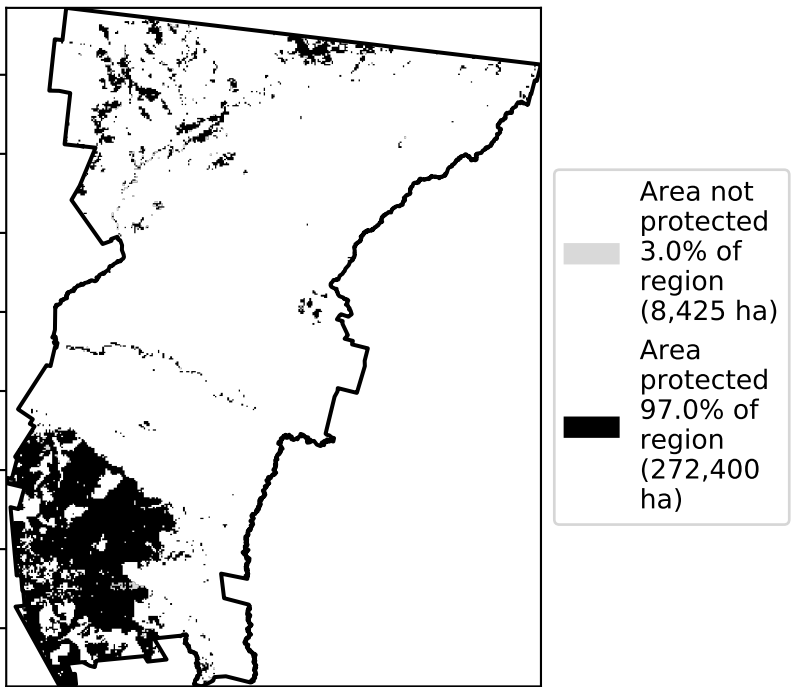 Area not
protected
3.0% of
region
(8,425 ha)
Area
protected
97.0% of
region
(272,400
ha)